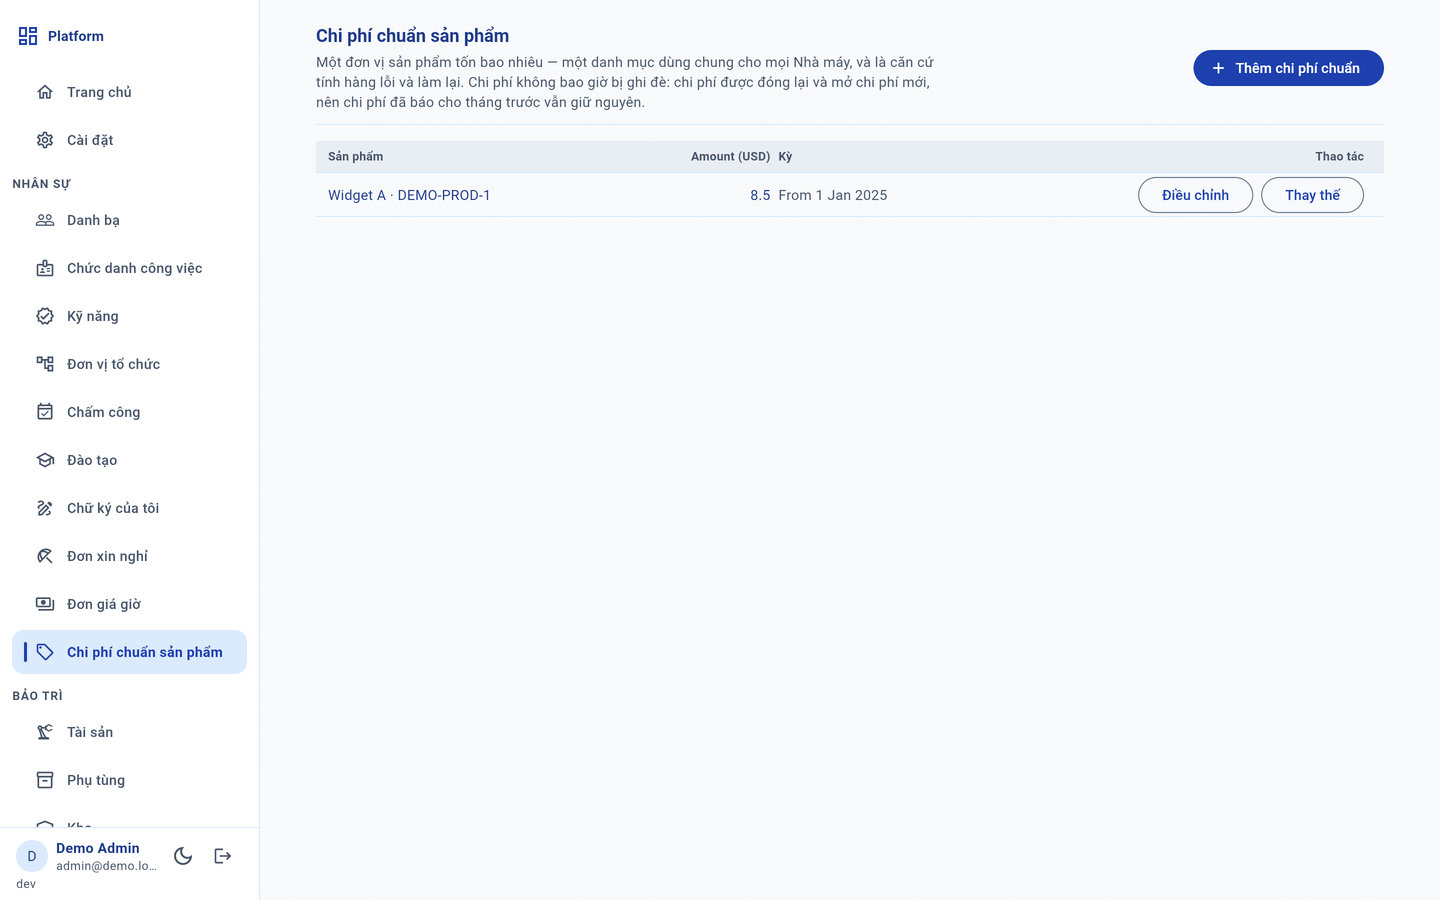 Platform
Trang chủ
Cài đặt
NHÂN SỰ
Danh bạ
Chức danh công việc
Kỹ năng
Đơn vị tổ chức
Chấm công
Đào tạo
Chữ ký của tôi
Đơn xin nghỉ
Đơn giá giờ
Chi phí chuẩn sản phẩm
BẢO TRÌ
Tài sản
Phụ tùng
D
Demo Admin
admin@demo.lo...
dev
Chi phí chuẩn sản phẩm
Một đơn vị sản phẩm tốn bao nhiêu — một danh mục dùng chung cho mọi Nhà máy, và là căn cứ
tính hàng lỗi và làm lại. Chi phí không bao giờ bị ghi đè: chi phí được đóng lại và mở chi phí mới,
nên chi phí đã báo cho tháng trước vẫn giữ nguyên.
Thêm chi phí chuẩn
Sản phẩm Amount (USD) Kỳ Thao tác
Widget A · DEMO-PROD-1 8.5 From 1 Jan 2025 Điều chỉnh Thay thế